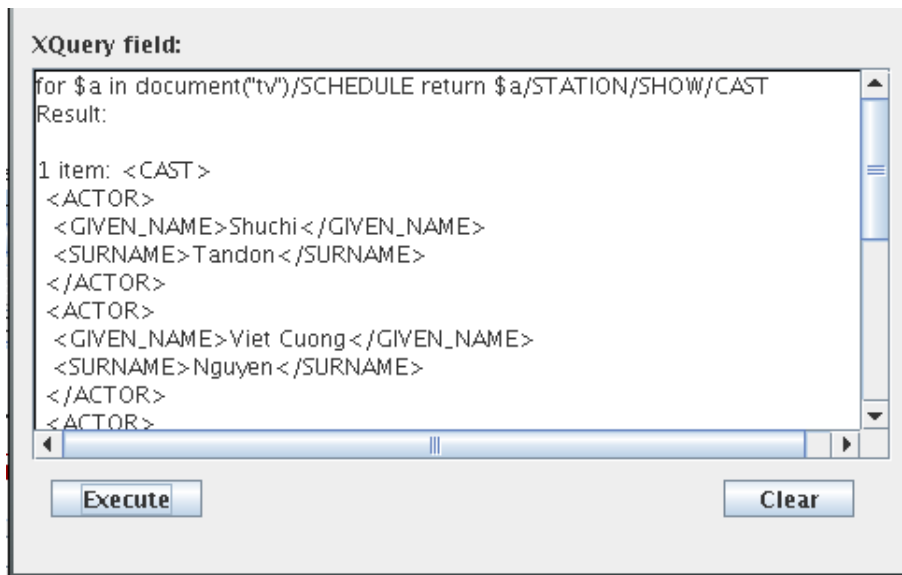 XQuery field:
for $a in document("tv")/SCHEDULE return $a/STATION/SHOW/CAST
Result:
1 item: <CAST>
<ACTOR>
<GIVEN_NAME>Shuchi</GIVEN_NAME>
<SURNAME>Tandon</SURNAME>
</ACTOR>
<ACTOR>
<GIVEN_NAME>Viet Cuong</GIVEN_NAME>
<SURNAME>Nguyen</SURNAME>
</ACTOR>
<ACTOR>
Execute
Clear